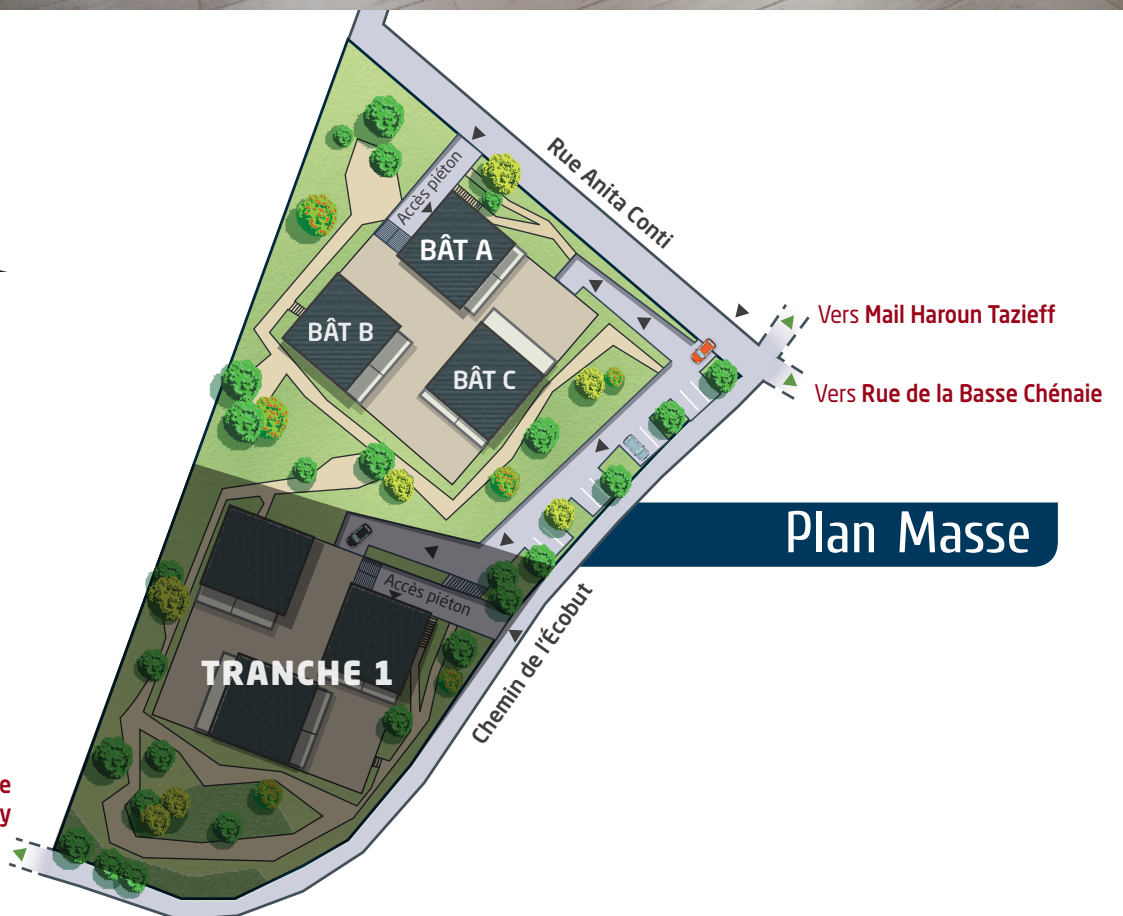 Rue Anita Conti
Accès piéton
BÂT A
BÂT B
BÂT C
Vers Mail Haroun Tazieff
Vers Rue de la Basse Chénaie
Plan Masse
Accès piéton
TRANCHE 1
Chemin de l'Écobut
e
y